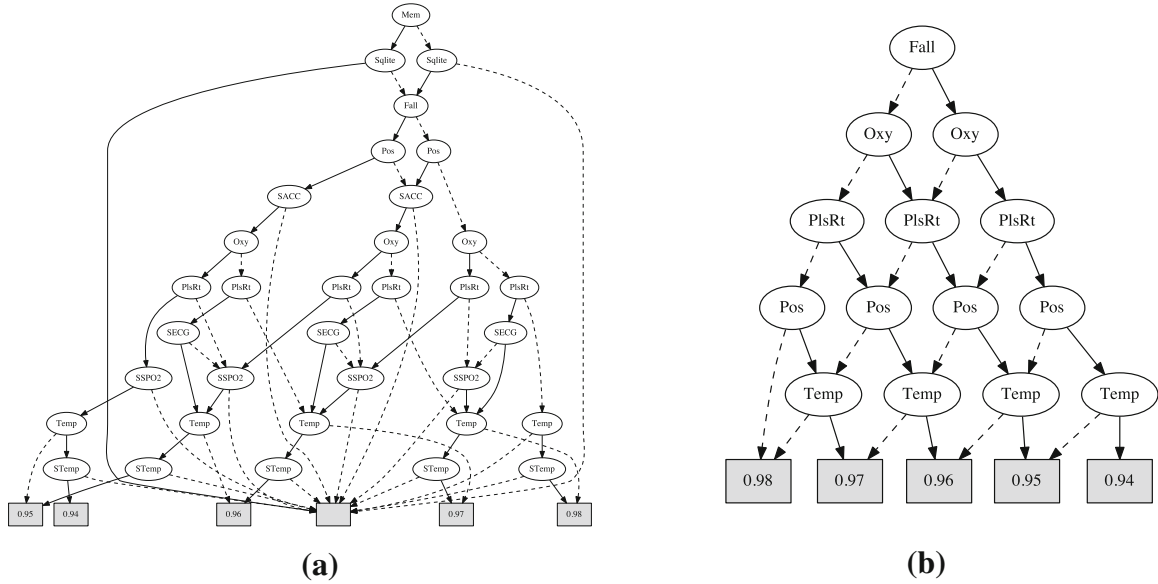 Mem
Sqlite Sqlite
Fall
Pos Pos
SACC SACC
Oxy Oxy Oxy
PlsRt PlsRt PlsRt PlsRt PlsRt PlsRt
SECG SECG SECG
SSPO2 SSPO2 SSPO2 SSPO2
Temp Temp Temp Temp Temp
STemp STemp STemp STemp STemp
0.95 0.94 0.96 0.97 0.98
(a)
Fall
Oxy Oxy
PlsRt PlsRt PlsRt
Pos Pos Pos Pos
Temp Temp Temp Temp
0.98 0.97 0.96 0.95 0.94
(b)